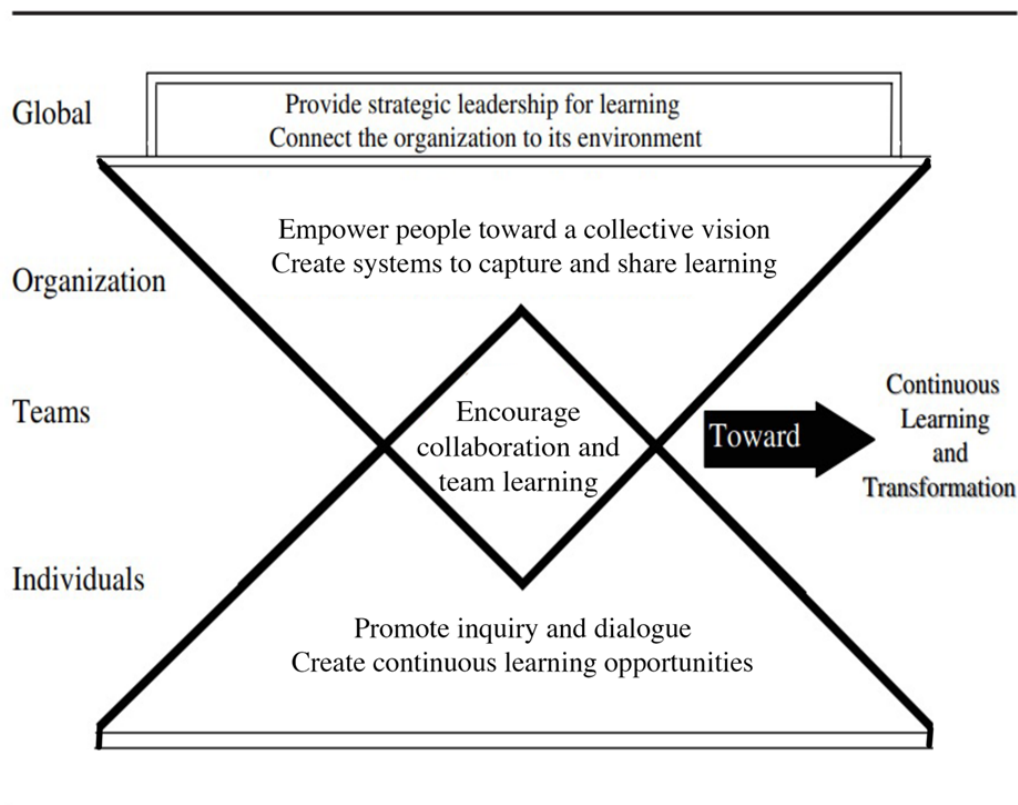 Global
Provide strategic leadership for learning
Connect the organization to its environment
Empower people toward a collective vision
Create systems to capture and share learning
Organization
Teams
Encourage
collaboration and
team learning
Toward
Continuous
Learning
and
Transformation
Individuals
Promote inquiry and dialogue
Create continuous learning opportunities